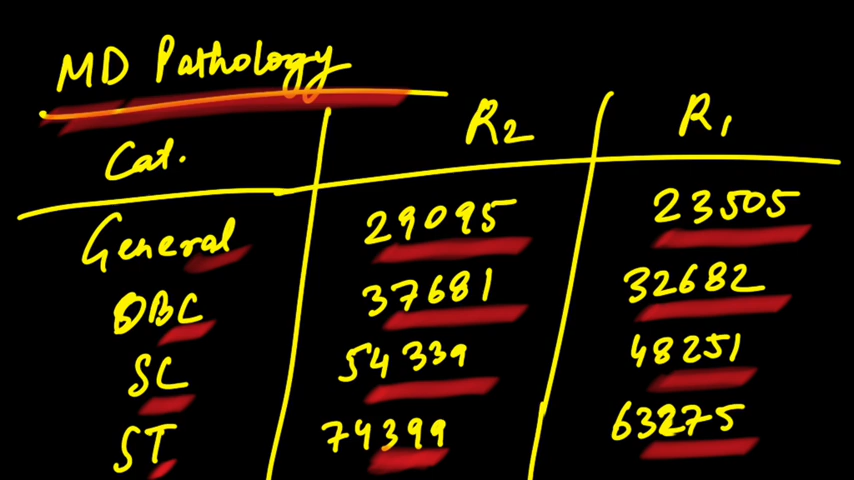 MD Pathology
Cat. R2 R1
General 29095 23505
OBC 37681 32682
SC 54339 48251
ST 74399 63275